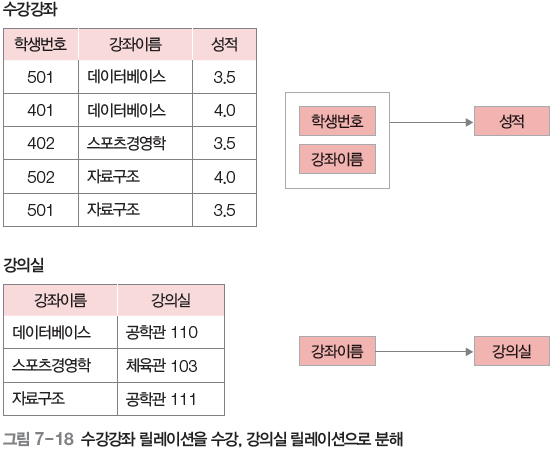 수강강좌
학생번호 강좌이름 성적
501 데이터베이스 3.5
401 데이터베이스 4.0
402 스포츠경영학 3.5
502 자료구조 4.0
501 자료구조 3.5
학생번호
강좌이름
성적
강의실
강좌이름 강의실
데이터베이스 공학관 110
스포츠경영학 체육관 103
자료구조 공학관 111
강좌이름 강의실
그림 7-18 수강강좌 릴레이션을 수강, 강의실 릴레이션으로 분해